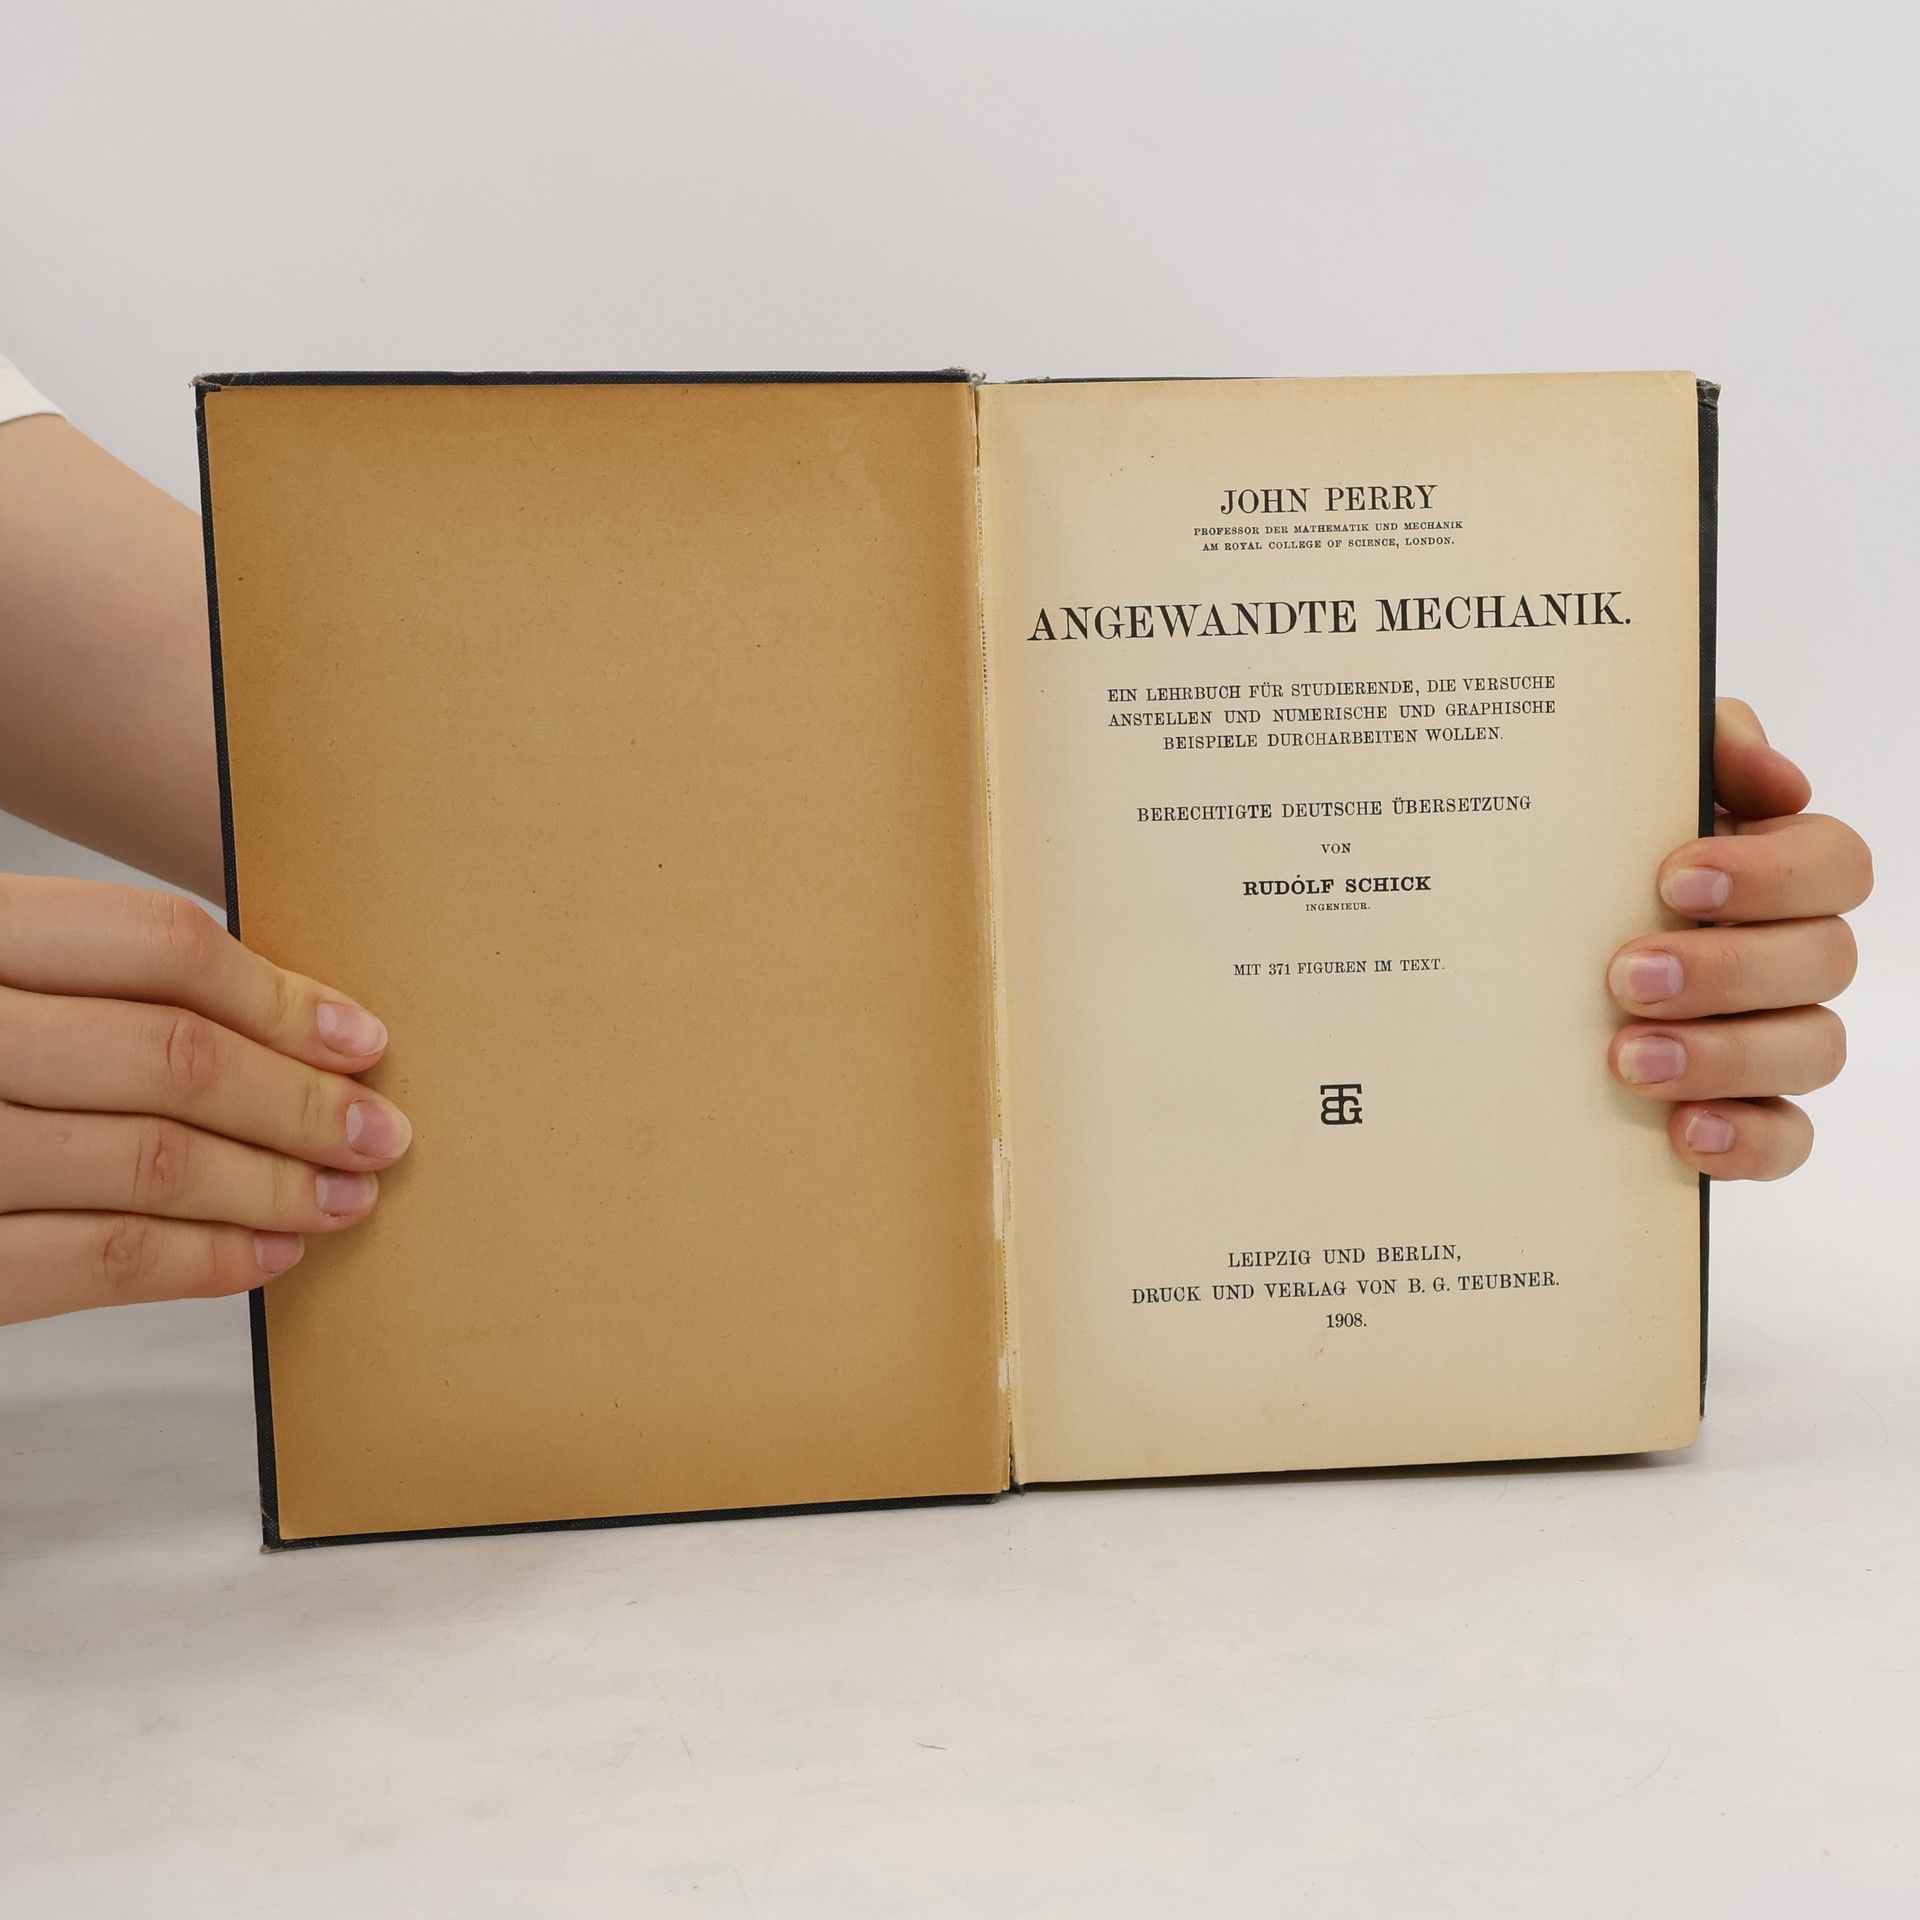 JOHN PERRY
PROFESSOR DER MATHEMATIK UND MECHANIK
AM ROYAL COLLEGE OF SCIENCE, LONDON.
ANGEWANDTE MECHANIK.
EIN LEHRBUCH FÜR STUDIERENDE, DIE VERSUCHE
ANSTELLEN UND NUMERISCHE UND GRAPHISCHE
BEISPIELE DURCHARBEITEN WOLLEN.
BERECHTIGTE DEUTSCHE ÜBERSETZUNG
VON
RUDOLF SCHICK
INGENIEUR.
MIT 371 FIGUREN IM TEXT.
BTG
LEIPZIG UND BERLIN,
DRUCK UND VERLAG VON B. G. TEUBNER.
1908.